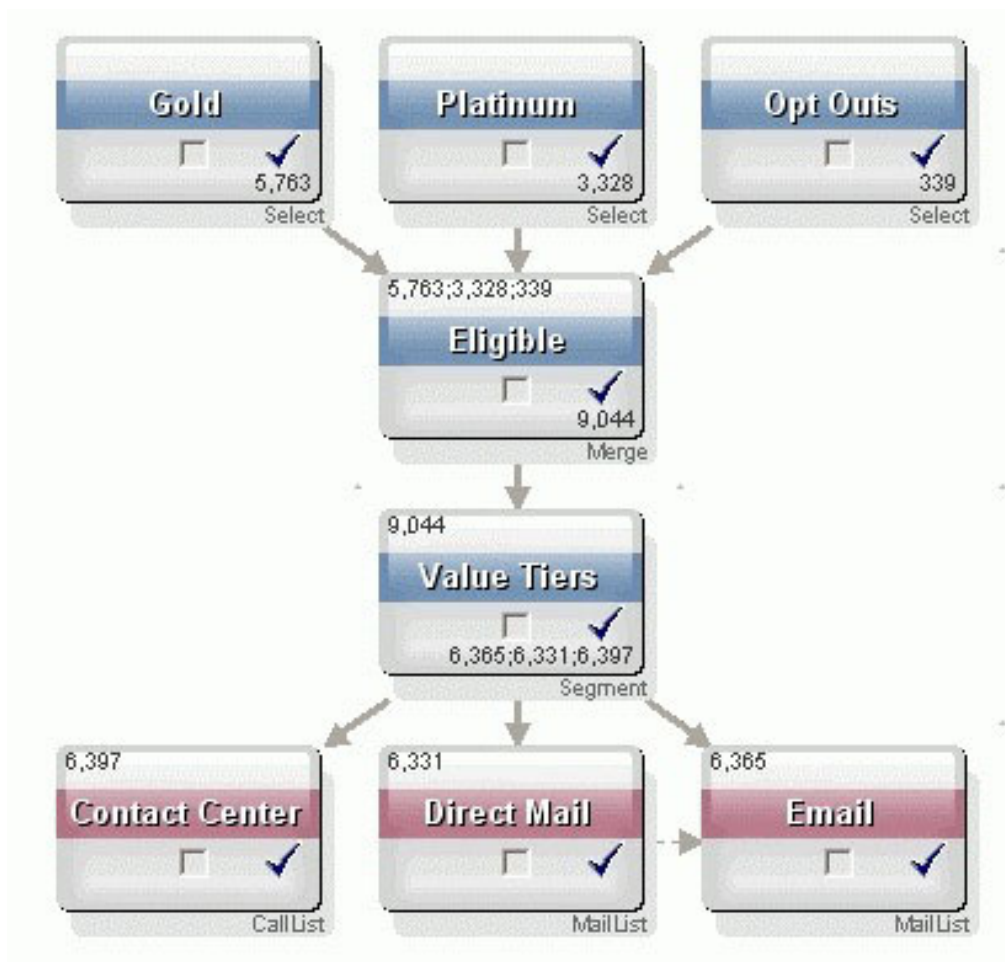 Gold
5,763
Select
Platinum
3,328
Select
Opt Outs
339
Select
5,763;3,328;339
Eligible
9,044
Merge
9,044
Value Tiers
6,365;6,331;6,397
Segment
6,397
Contact Center
CallList
6,331
Direct Mail
MailList
6,365
Email
MailList